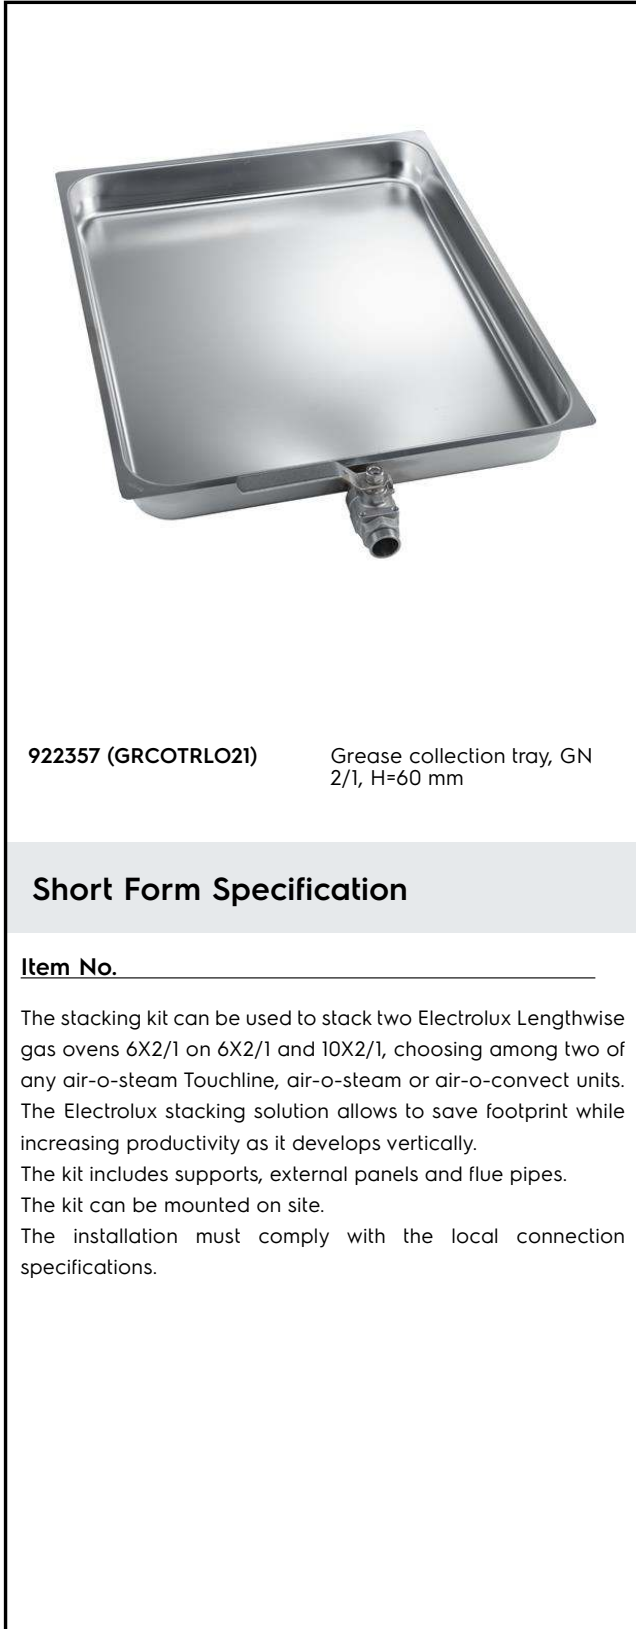 922357 (GRCOTRLO21)
Grease collection tray, GN
2/1, H=60 mm
Short Form Specification
Item No.
The stacking kit can be used to stack two Electrolux Lengthwise
gas ovens 6X2/1 on 6X2/1 and 10X2/1, choosing among two of
any air-o-steam Touchline, air-o-steam or air-o-convect units.
The Electrolux stacking solution allows to save footprint while
increasing productivity as it develops vertically.
The kit includes supports, external panels and flue pipes.
The kit can be mounted on site.
The installation must comply with the local connection
specifications.